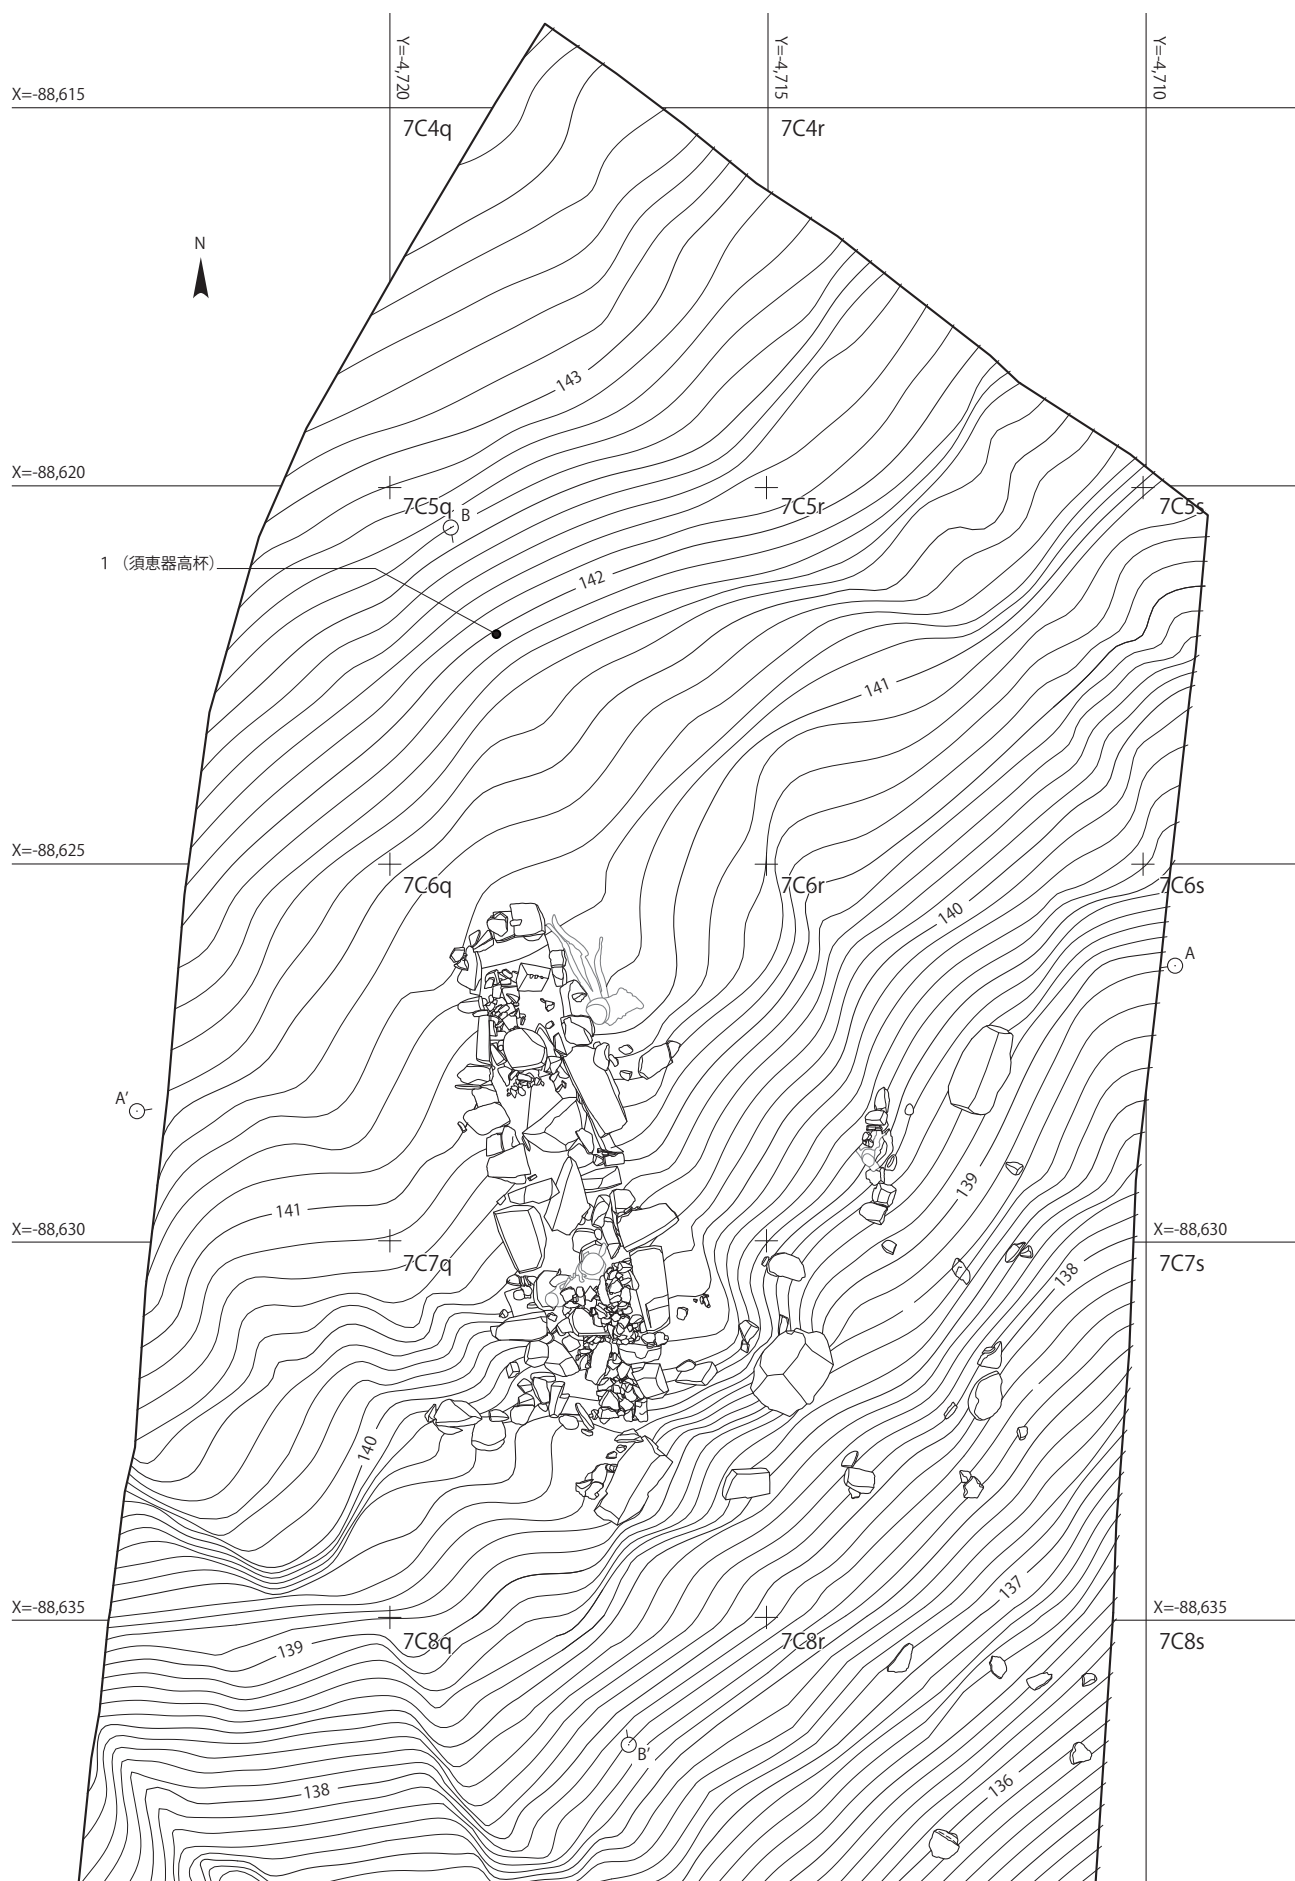 Y=-4,720
Y=-4,715
Y=-4,710
X=-88,615
7C4q
7C4r
N
143
X=-88,620
7C5q
7C5r
7C5s
B
1 （須恵器高杯）
142
141
X=-88,625
7C6q
7C6r
7C6s
140
A
A'
139
141
X=-88,630
X=-88,630
7C7q
7C7s
138
140
137
X=-88,635
X=-88,635
7C8q
7C8r
7C8s
139
B'
138
136